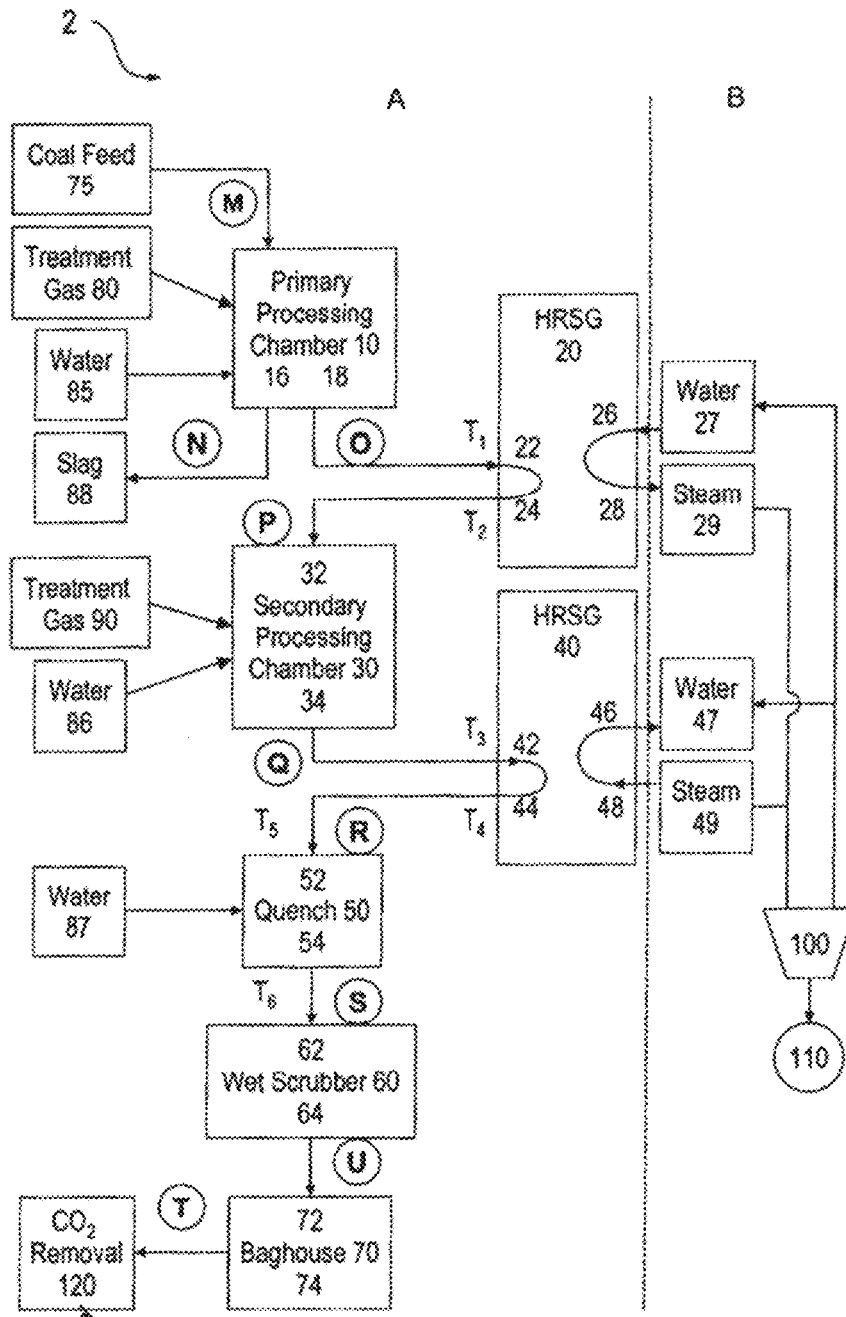 2
A
B
Coal Feed
75
M
Treatment
Gas 80
Primary
Processing
Chamber 10
16 18
Water
85
N
O
Slag
88
HRSG
20
T1
22
24
T2
26
28
Water
27
Steam
29
P
Treatment
Gas 90
Water
86
32
Secondary
Processing
Chamber 30
34
HRSG
40
Q
T3
42
44
T4
46
48
Water
47
Steam
49
T5
R
Water
87
52
Quench 50
54
100
110
T6
S
62
Wet Scrubber 60
64
U
T
CO2
Removal
120
72
Baghouse 70
74